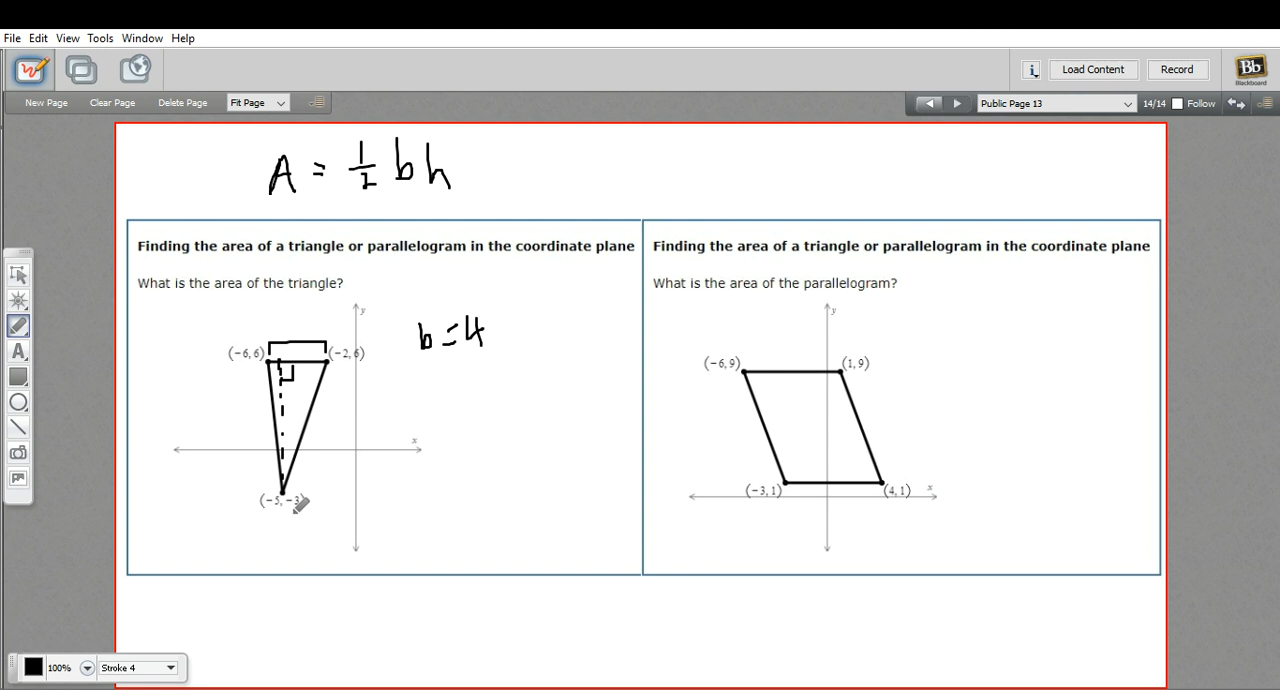 File Edit View Tools Window Help
i Load Content Record Bb
Blackboard
New Page Clear Page Delete Page Fit Page Public Page 13 14/14 Follow
A = 1/2 bh
Finding the area of a triangle or parallelogram in the coordinate plane
What is the area of the triangle?
y
b = 4
(−6, 6) (−2, 6)
x
(−5, −3)
Finding the area of a triangle or parallelogram in the coordinate plane
What is the area of the parallelogram?
y
(−6, 9) (1, 9)
(−3, 1) (4, 1) x
A
100% Stroke 4